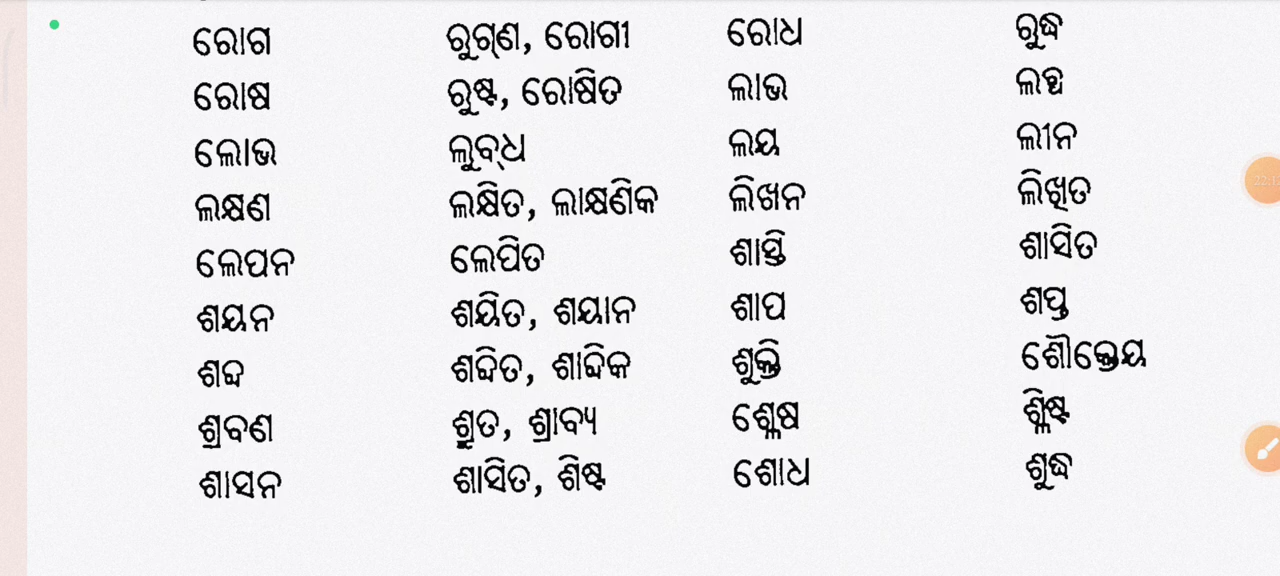 ରୋଗ ରୁଗ୍‌ଣ, ରୋଗୀ ରୋଧ ରୁଦ୍ଧ
ରୋଷ ରୁଷ୍ଟ, ରୋଷିତ ଲାଭ ଲବ୍ଧ
ଲୋଭ ଲୁବ୍‌ଧ ଲୟ ଲୀନ
ଲକ୍ଷଣ ଲକ୍ଷିତ, ଲାକ୍ଷଣିକ ଲିଖନ ଲିଖିତ
ଲେପନ ଲେପିତ ଶାସ୍ତି ଶାସିତ
ଶୟନ ଶୟିତ, ଶୟାନ ଶାପ ଶପ୍ତ
ଶବ୍ଦ ଶବ୍ଦିତ, ଶାବ୍ଦିକ ଶୁକ୍ତି ଶୌକ୍ତେୟ
ଶ୍ରବଣ ଶ୍ରୁତ, ଶ୍ରାବ୍ୟ ଶ୍ଳେଷ ଶ୍ଳିଷ୍ଟ
ଶାସନ ଶାସିତ, ଶିଷ୍ଟ ଶୋଧ ଶୁଦ୍ଧ